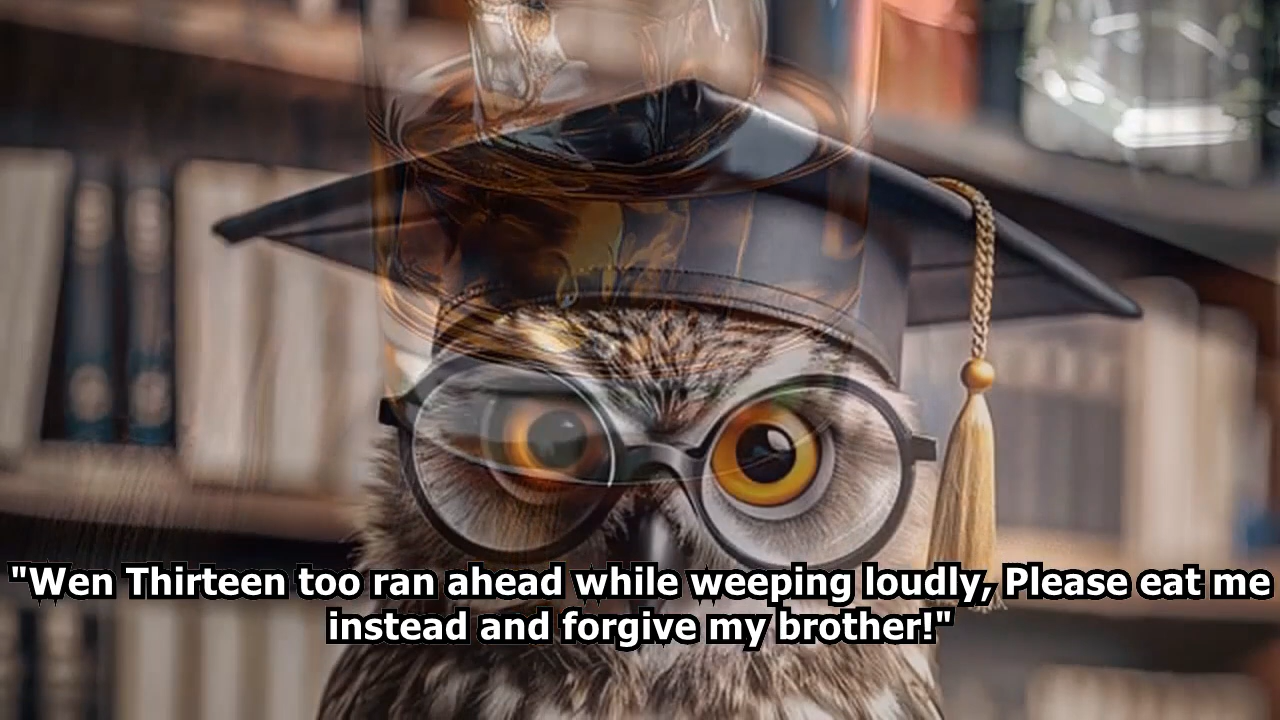 "Wen Thirteen too ran ahead while weeping loudly, Please eat me
instead and forgive my brother!"